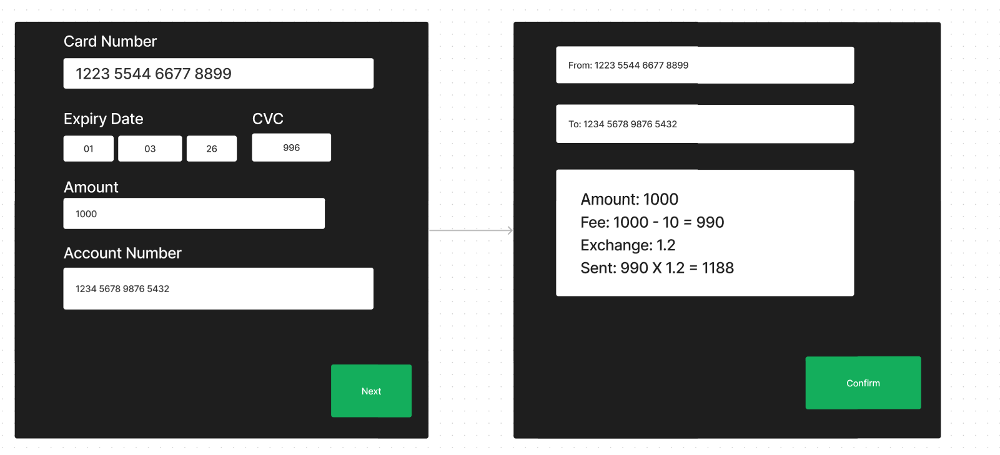 Card Number
1223 5544 6677 8899
Expiry Date CVC
01 03 26 996
Amount
1000
Account Number
1234 5678 9876 5432
Next
From: 1223 5544 6677 8899
To: 1234 5678 9876 5432
Amount: 1000
Fee: 1000 - 10 = 990
Exchange: 1.2
Sent: 990 X 1.2 = 1188
Confirm